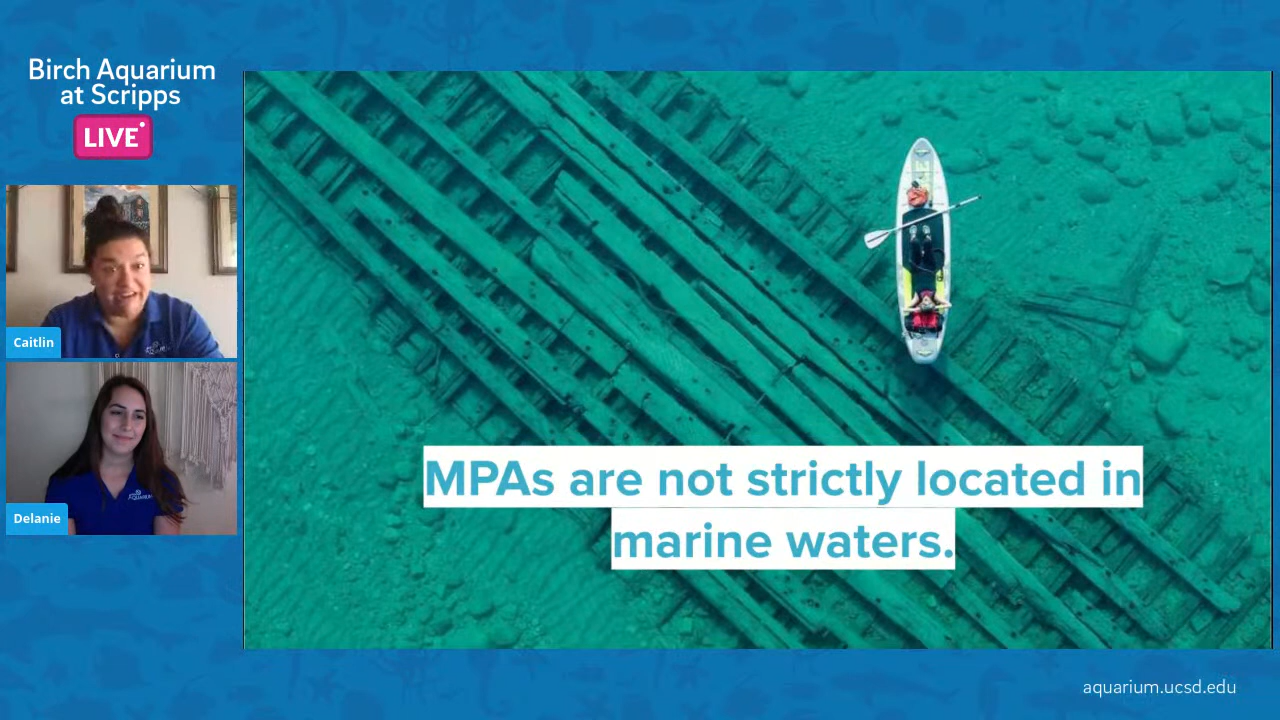 Birch Aquarium
at Scripps
LIVE
Caitlin
Delanie
MPAs are not strictly located in
marine waters.
aquarium.ucsd.edu